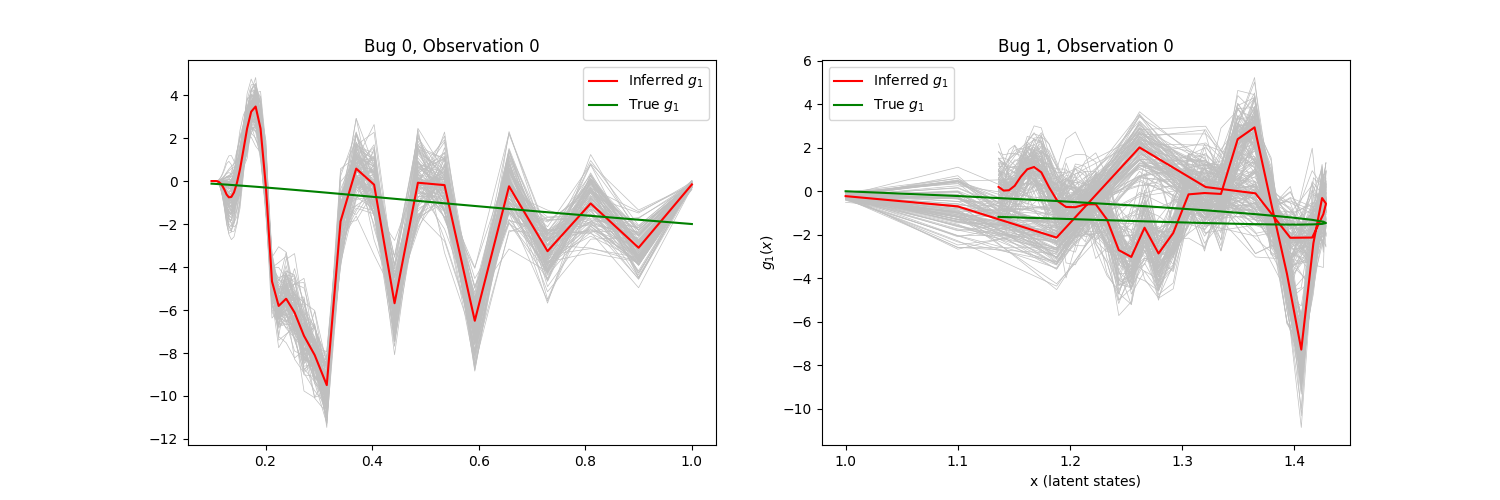 Bug 0, Observation 0
Inferred g₁
True g₁
4
2
0
−2
−4
−6
−8
−10
−12
0.2 0.4 0.6 0.8 1.0
Bug 1, Observation 0
Inferred g₁
True g₁
6
4
2
0
−2
−4
−6
−8
−10
g₁(x)
1.0 1.1 1.2 1.3 1.4
x (latent states)